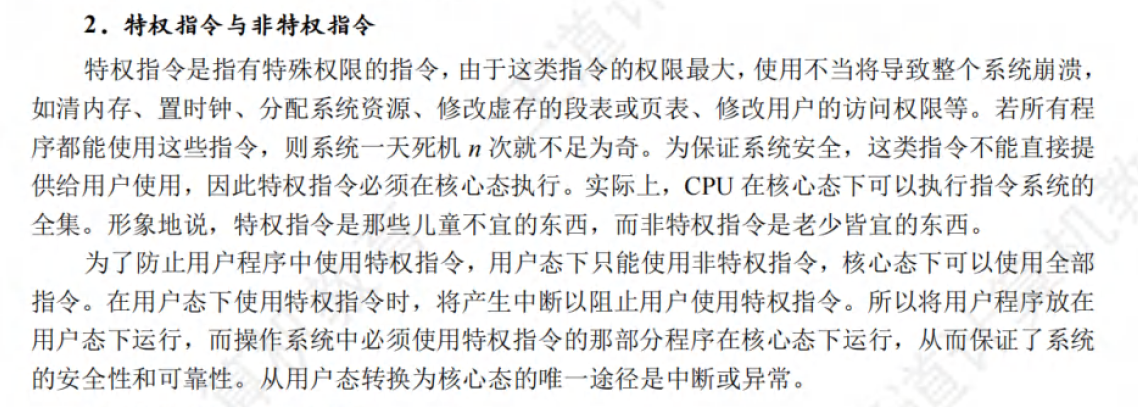 2．特权指令与非特权指令
特权指令是指有特殊权限的指令，由于这类指令的权限最大，使用不当将导致整个系统崩溃，
如清内存、置时钟、分配系统资源、修改虚存的段表或页表、修改用户的访问权限等。若所有程
序都能使用这些指令，则系统一天死机 n 次就不足为奇。为保证系统安全，这类指令不能直接提
供给用户使用，因此特权指令必须在核心态执行。实际上，CPU 在核心态下可以执行指令系统的
全集。形象地说，特权指令是那些儿童不宜的东西，而非特权指令是老少皆宜的东西。
为了防止用户程序中使用特权指令，用户态下只能使用非特权指令，核心态下可以使用全部
指令。在用户态下使用特权指令时，将产生中断以阻止用户使用特权指令。所以将用户程序放在
用户态下运行，而操作系统中必须使用特权指令的那部分程序在核心态下运行，从而保证了系统
的安全性和可靠性。从用户态转换为核心态的唯一途径是中断或异常。